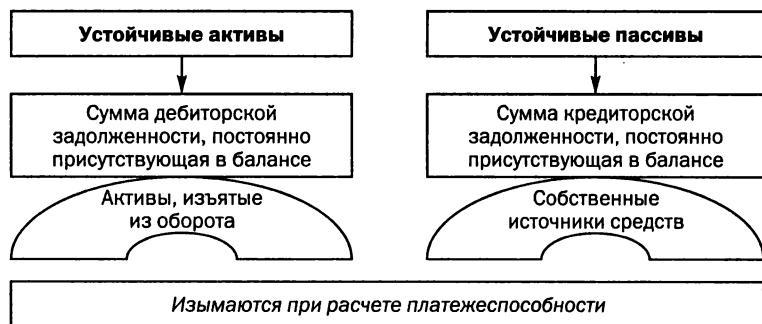 Устойчивые активы
Устойчивые пассивы
Сумма дебиторской
задолженности, постоянно
присутствующая в балансе
Сумма кредиторской
задолженности, постоянно
присутствующая в балансе
Активы, изъятые
из оборота
Собственные
источники средств
Изымаются при расчете платежеспособности